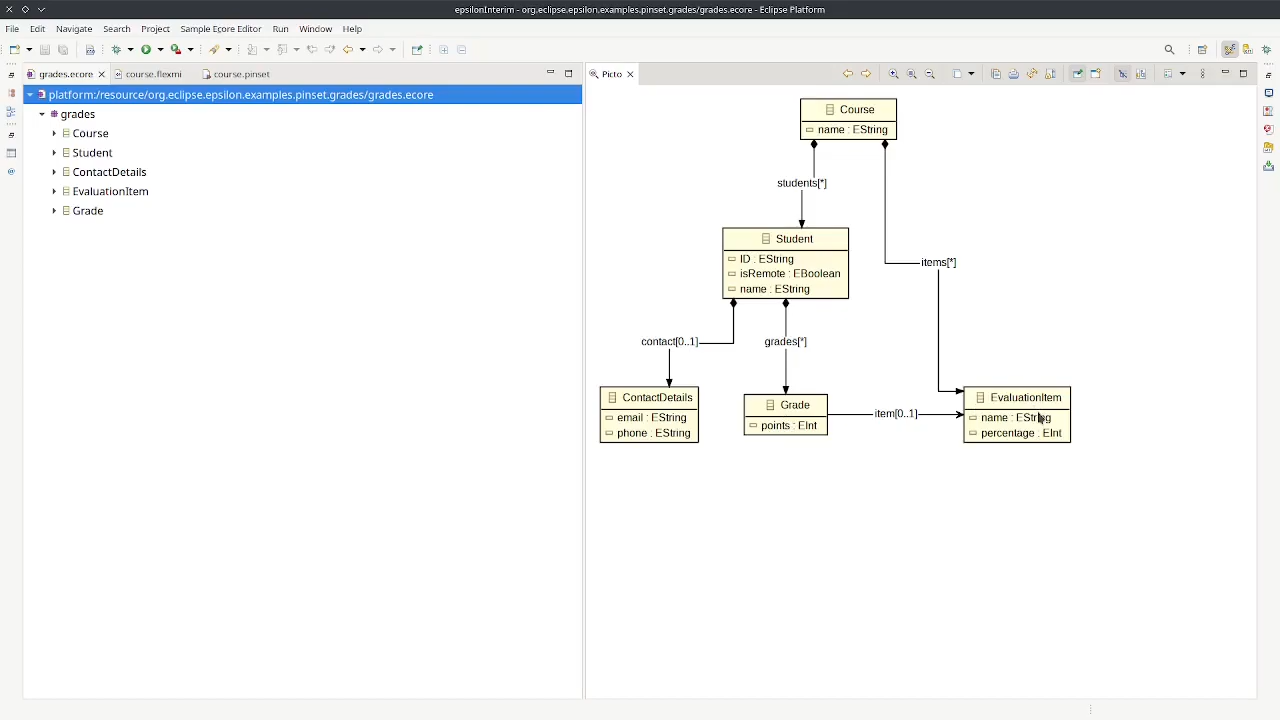 epsilonInterim - org.eclipse.epsilon.examples.pinset.grades/grades.ecore - Eclipse Platform
File Edit Navigate Search Project Sample Ecore Editor Run Window Help
grades.ecore course.flexmi course.pinset
platform:/resource/org.eclipse.epsilon.examples.pinset.grades/grades.ecore
grades
Course
Student
ContactDetails
EvaluationItem
Grade
Picto
Course
name : EString
students[*]
Student
ID : EString
isRemote : EBoolean
name : EString
items[*]
contact[0..1] grades[*]
ContactDetails
email : EString
phone : EString
Grade
points : EInt
item[0..1]
EvaluationItem
name : EString
percentage : EInt